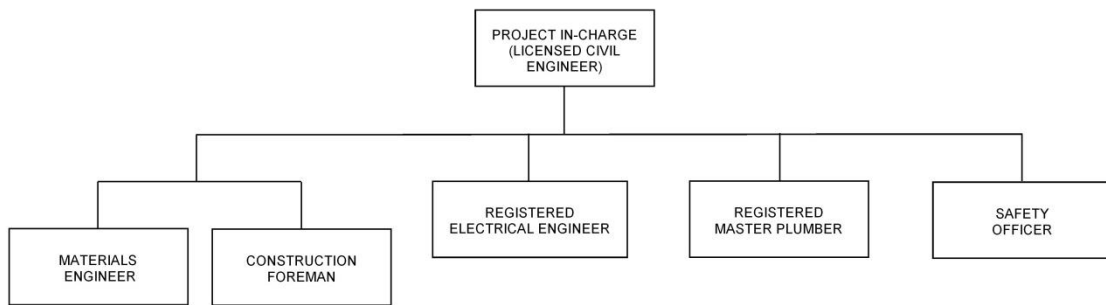 PROJECT IN-CHARGE
(LICENSED CIVIL
ENGINEER)
REGISTERED
ELECTRICAL ENGINEER
REGISTERED
MASTER PLUMBER
SAFETY
OFFICER
MATERIALS
ENGINEER
CONSTRUCTION
FOREMAN